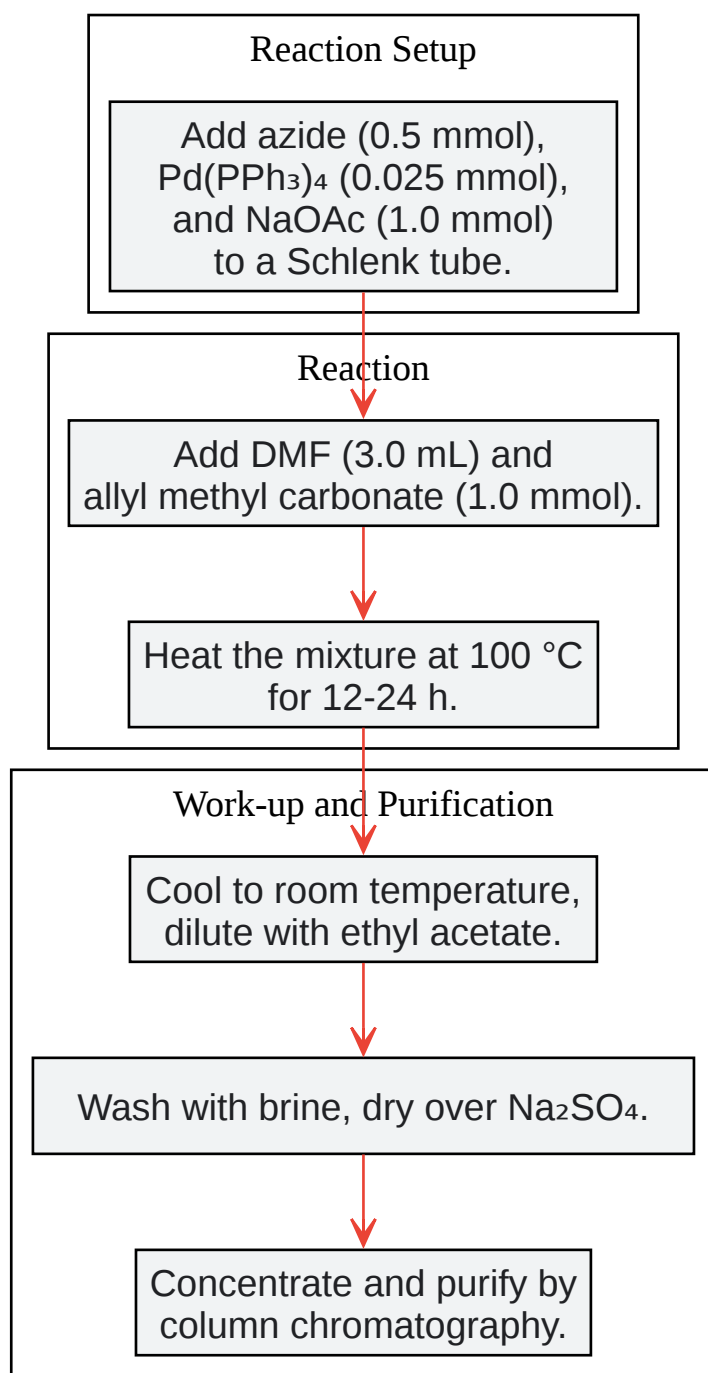 Reaction Setup
Add azide (0.5 mmol),
Pd(PPh₃)₄ (0.025 mmol),
and NaOAc (1.0 mmol)
to a Schlenk tube.
Reaction
Add DMF (3.0 mL) and
allyl methyl carbonate (1.0 mmol).
Heat the mixture at 100 °C
for 12-24 h.
Work-up and Purification
Cool to room temperature,
dilute with ethyl acetate.
Wash with brine, dry over Na₂SO₄.
Concentrate and purify by
column chromatography.